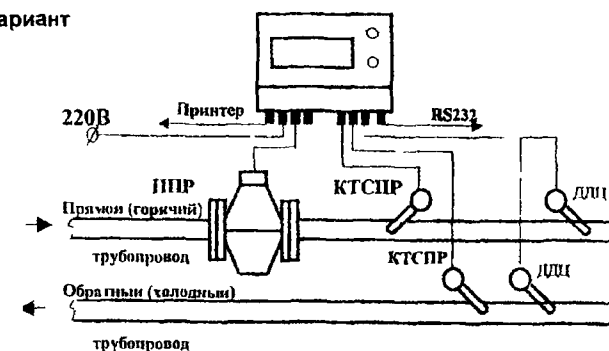 ариант
220В
Принтер
RS232
ППР
КТСПР
ДДЦ
Прямой (горячий)
трубопровод
КТСПР
ДДЦ
Обратный (холодный)
трубопровод